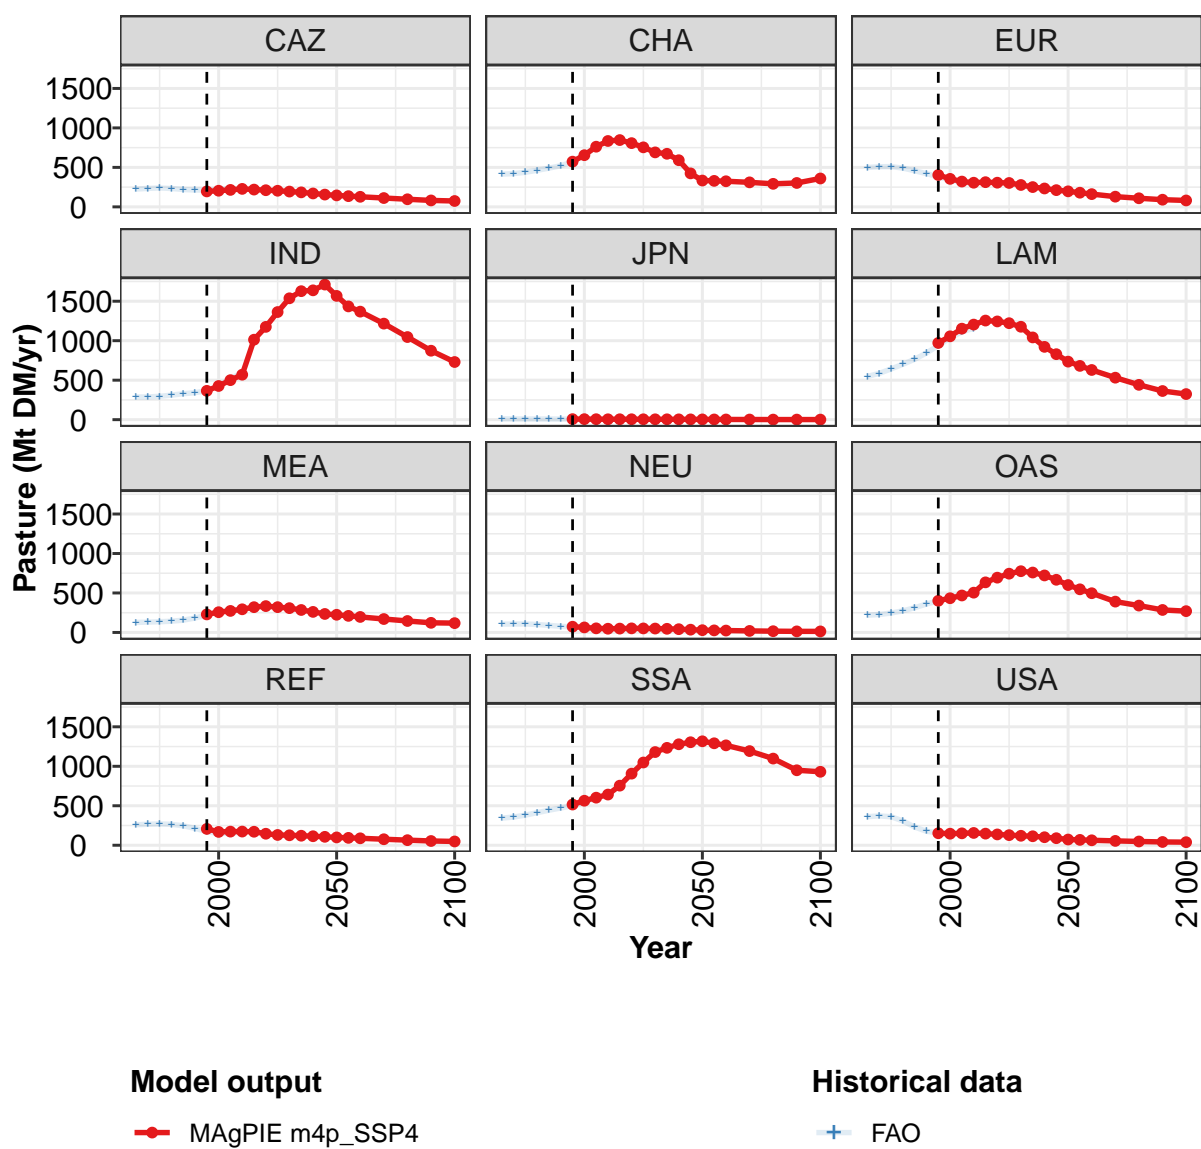 CAZ CHA EUR
1500
1000
500
0
IND JPN LAM
1500
1000
500
0
MEA NEU OAS
1500
1000
500
0
REF SSA USA
1500
1000
500
0
Pasture (Mt DM/yr)
2000 2050 2100 2000 2050 2100 2000 2050 2100
Year
Model output Historical data
MAgPIE m4p_SSP4 FAO